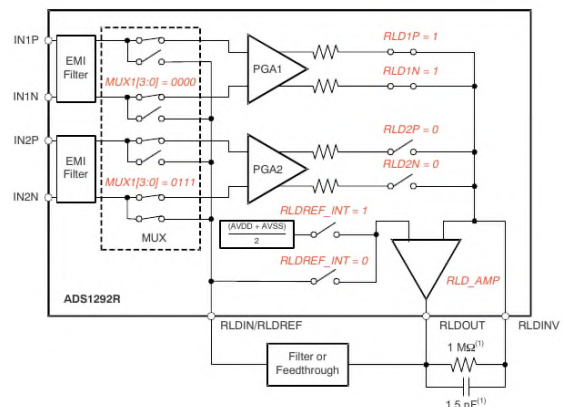 IN1P
EMI
Filter
IN1N
MUX1[3:0] = 0000
PGA1
RLD1P = 1
RLD1N = 1
IN2P
EMI
Filter
IN2N
MUX1[3:0] = 0111
MUX
PGA2
RLD2P = 0
RLD2N = 0
(AVDD + AVSS)
2
RLDREF_INT = 1
RLDREF_INT = 0
RLD_AMP
ADS1292R
RLDIN/RLDREF
RLDOUT
RLDINV
Filter or
Feedthrough
1 MΩ(1)
1.5 nF(1)